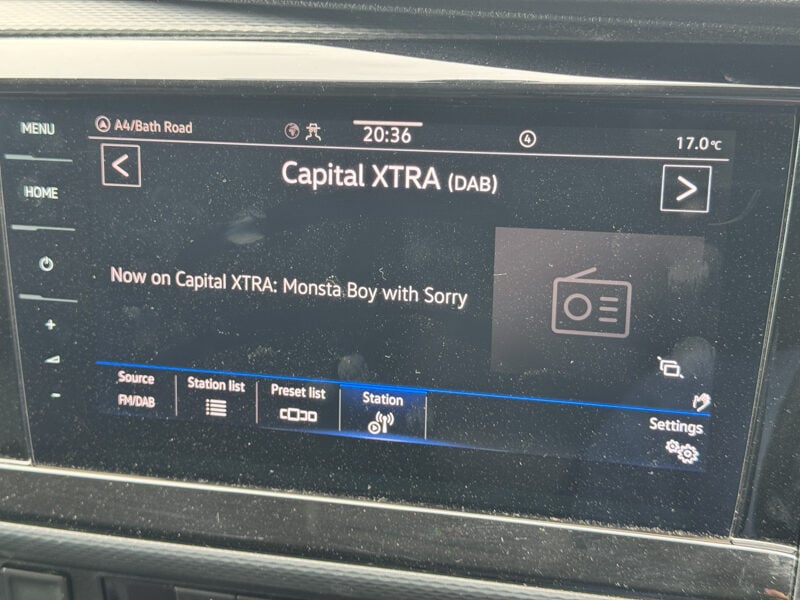 MENU
A4/Bath Road
20:36
4
17.0°C
HOME
Capital XTRA (DAB)
Now on Capital XTRA: Monsta Boy with Sorry
Source
FM/DAB
Station list
Preset list
Station
Settings